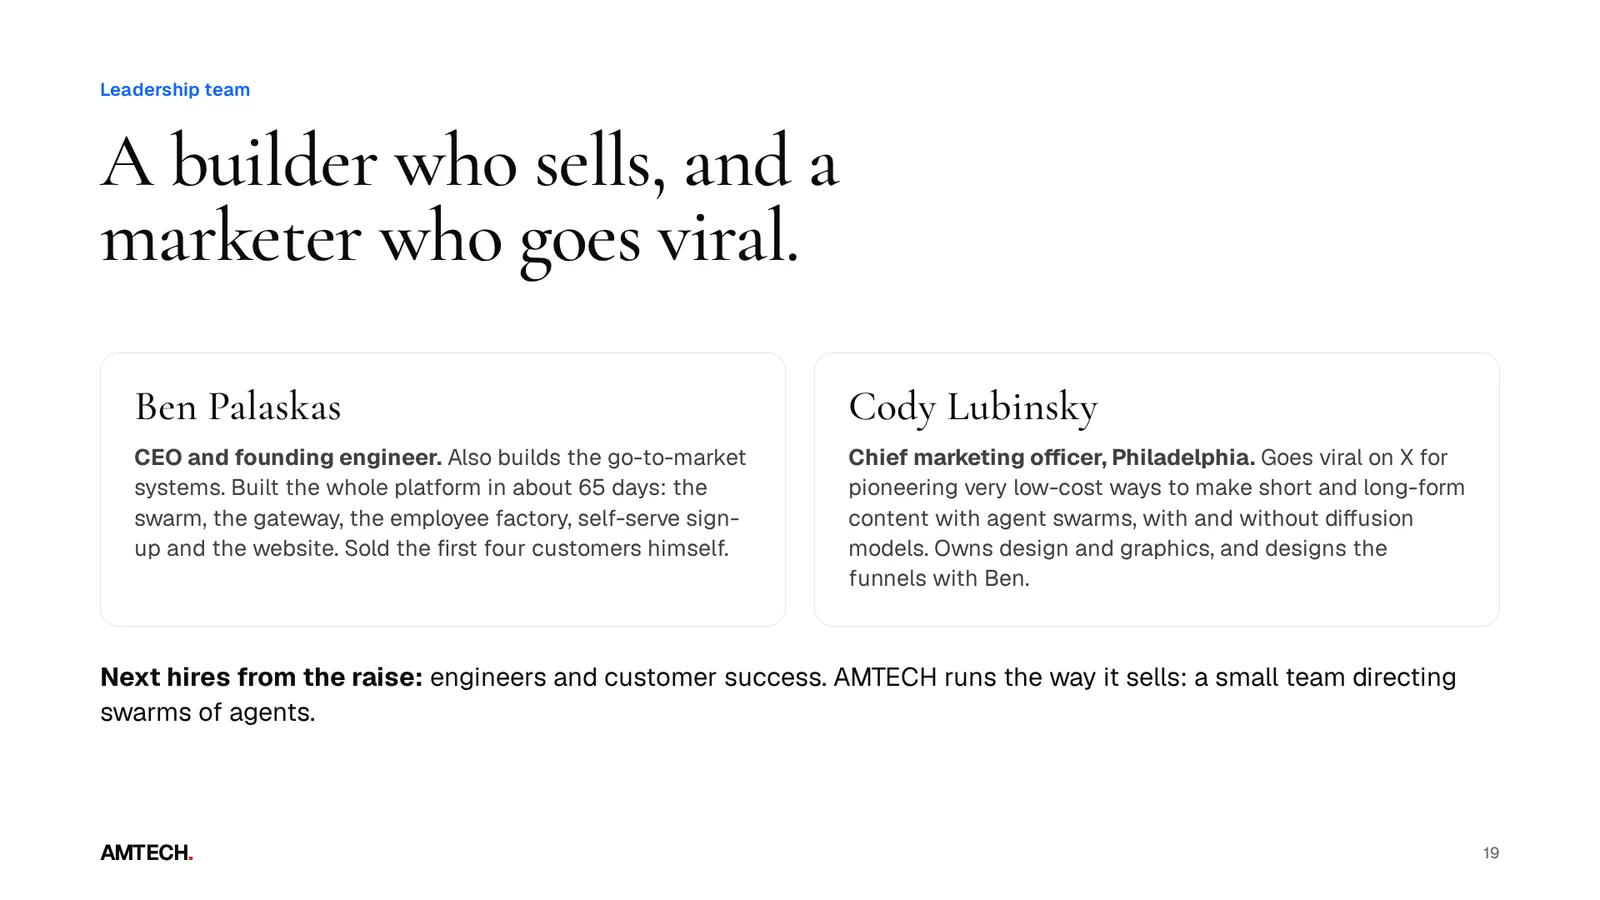 Leadership team
A builder who sells, and a
marketer who goes viral.
Ben Palaskas
CEO and founding engineer. Also builds the go-to-market
systems. Built the whole platform in about 65 days: the
swarm, the gateway, the employee factory, self-serve sign-
up and the website. Sold the first four customers himself.
Cody Lubinsky
Chief marketing officer, Philadelphia. Goes viral on X for
pioneering very low-cost ways to make short and long-form
content with agent swarms, with and without diffusion
models. Owns design and graphics, and designs the
funnels with Ben.
Next hires from the raise: engineers and customer success. AMTECH runs the way it sells: a small team directing
swarms of agents.
AMTECH.
19